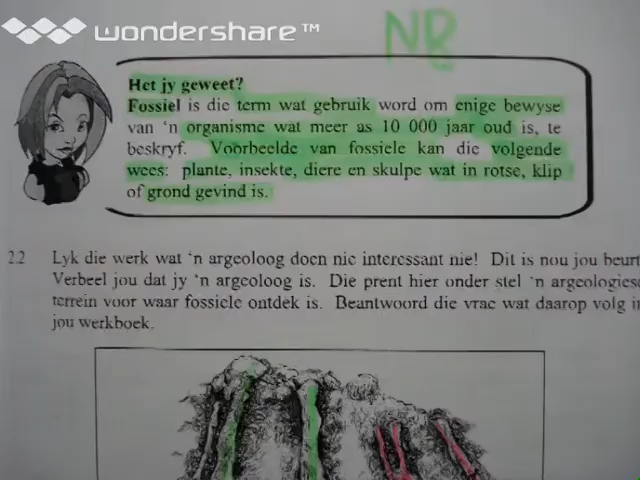 wondershare™
NB
Het jy geweet?
Fossiel is die term wat gebruik word om enige bewyse
van 'n organisme wat meer as 10 000 jaar oud is, te
beskryf. Voorbeelde van fossiele kan die volgende
wees: plante, insekte, diere en skulpe wat in rotse, klip
of grond gevind is.
2.2 Lyk die werk wat 'n argeoloog doen nie interessant nie! Dit is nou jou beurt
Verbeel jou dat jy 'n argeoloog is. Die prent hier onder stel 'n argeologiese
terrein voor waar fossiele ontdek is. Beantwoord die vrae wat daarop volg in
jou werkboek.